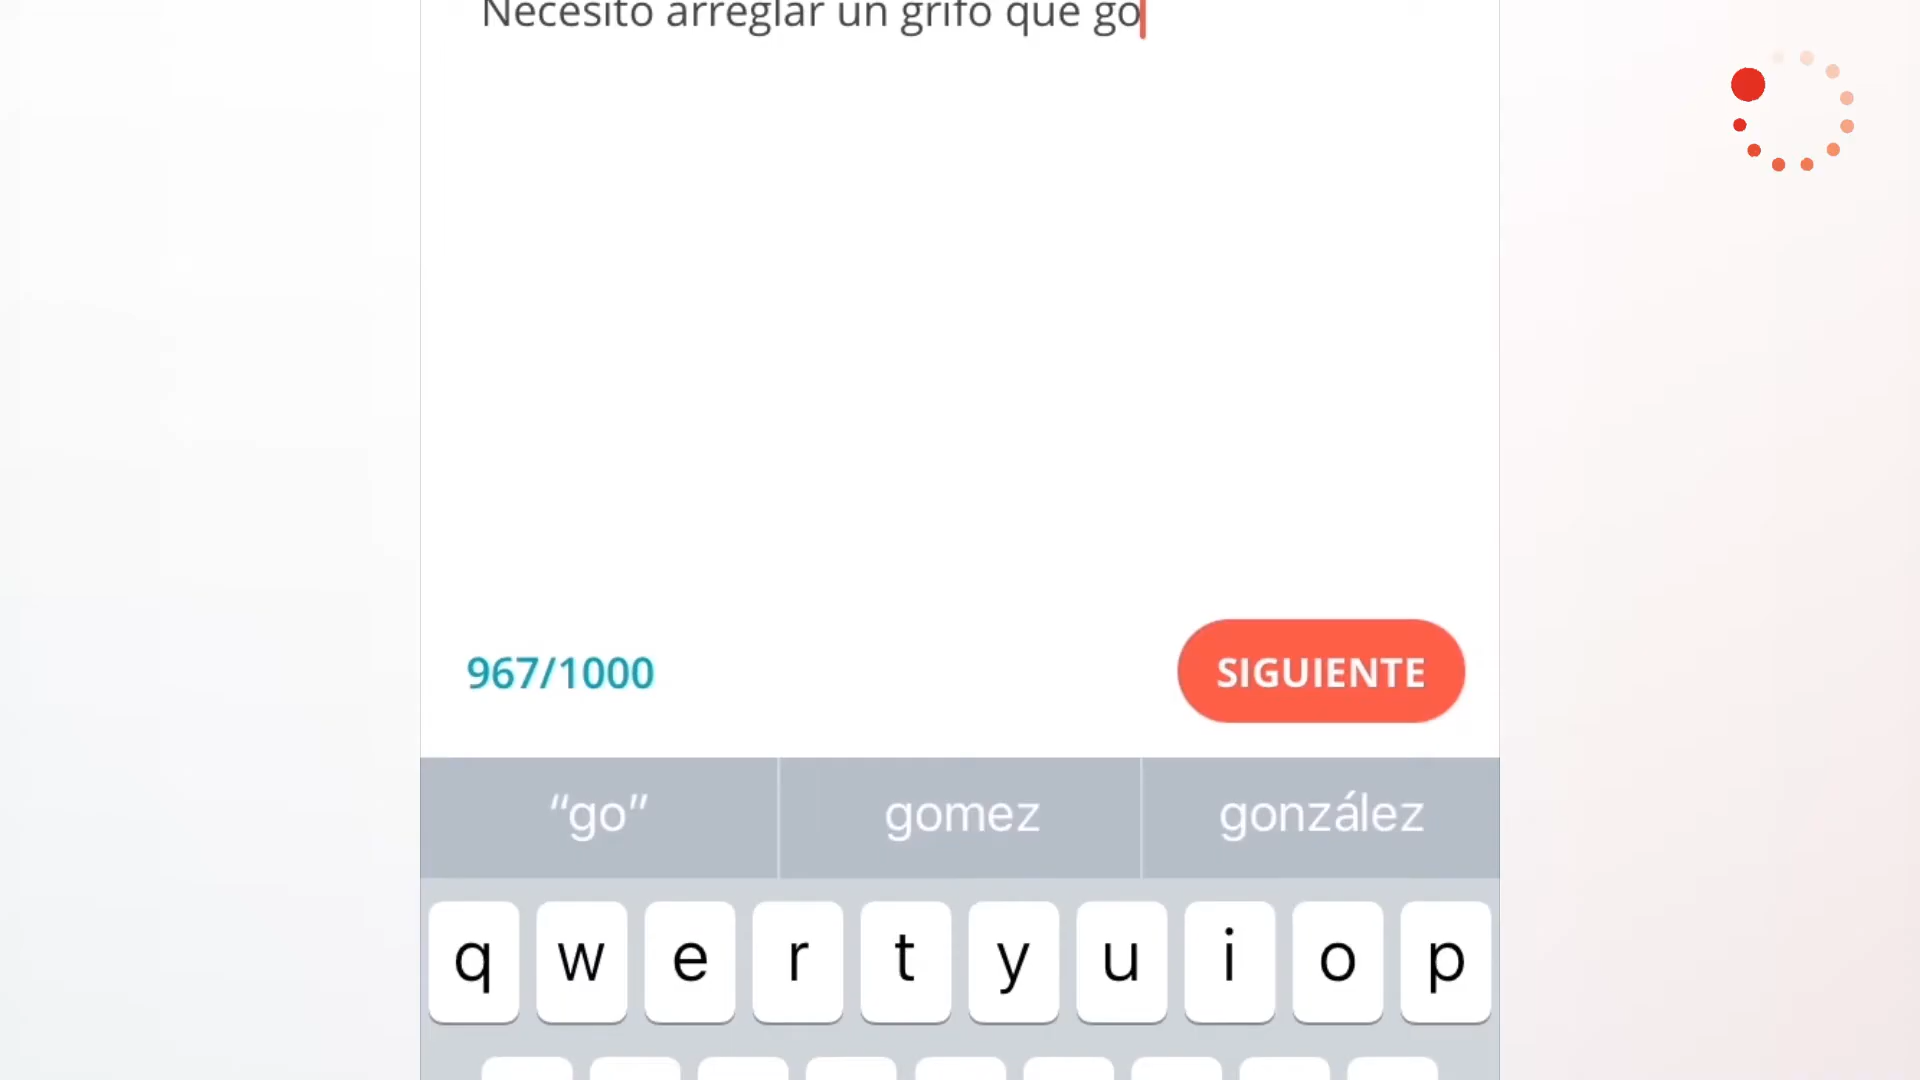 Necesito arreglar un grifo que go
967/1000
SIGUIENTE
“go” gomez gonzález
q w e r t y u i o p